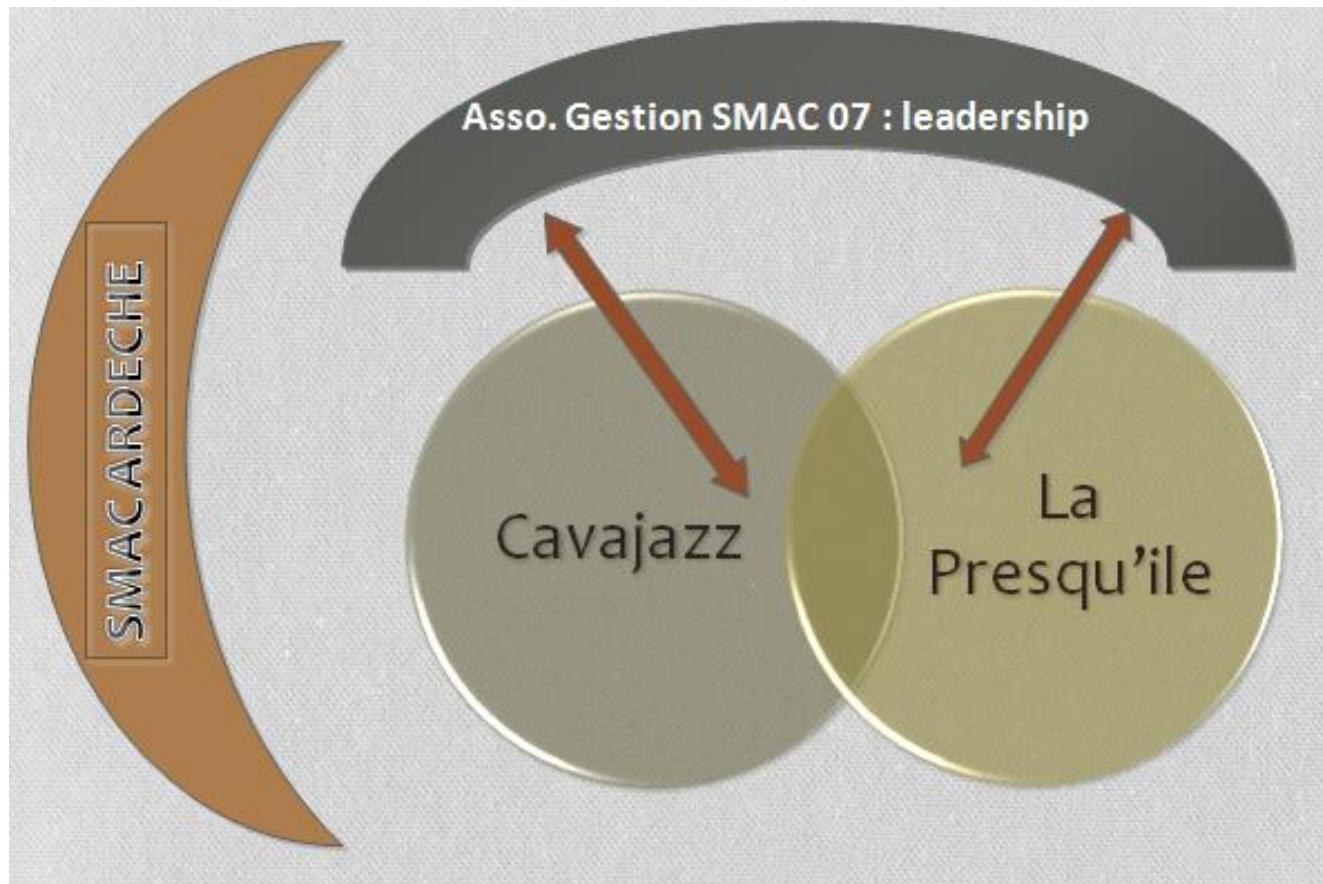 Asso. Gestion SMAC 07 : leadership
SMAC ARDECHE
Cavajazz
La
Presqu'ile